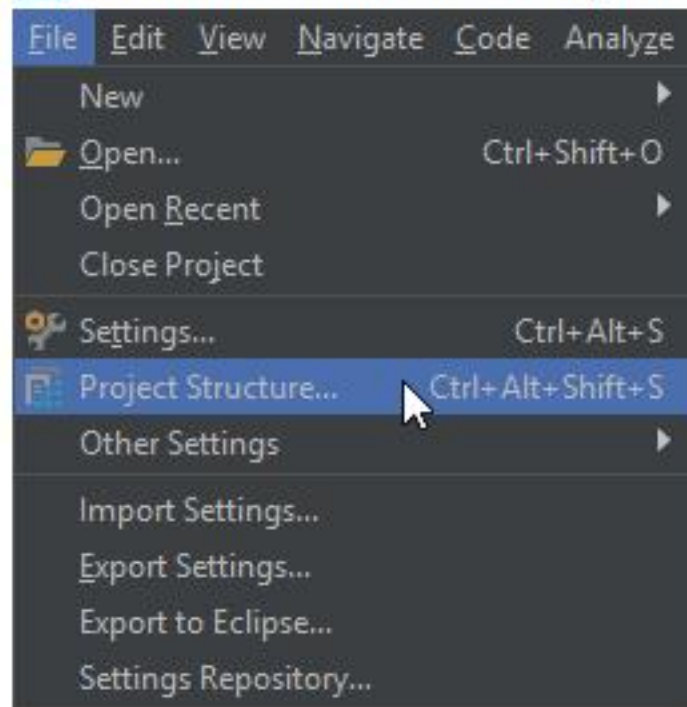 File Edit View Navigate Code Analyze
New
Open... Ctrl+Shift+O
Open Recent
Close Project
Settings... Ctrl+Alt+S
Project Structure... Ctrl+Alt+Shift+S
Other Settings
Import Settings...
Export Settings...
Export to Eclipse...
Settings Repository...